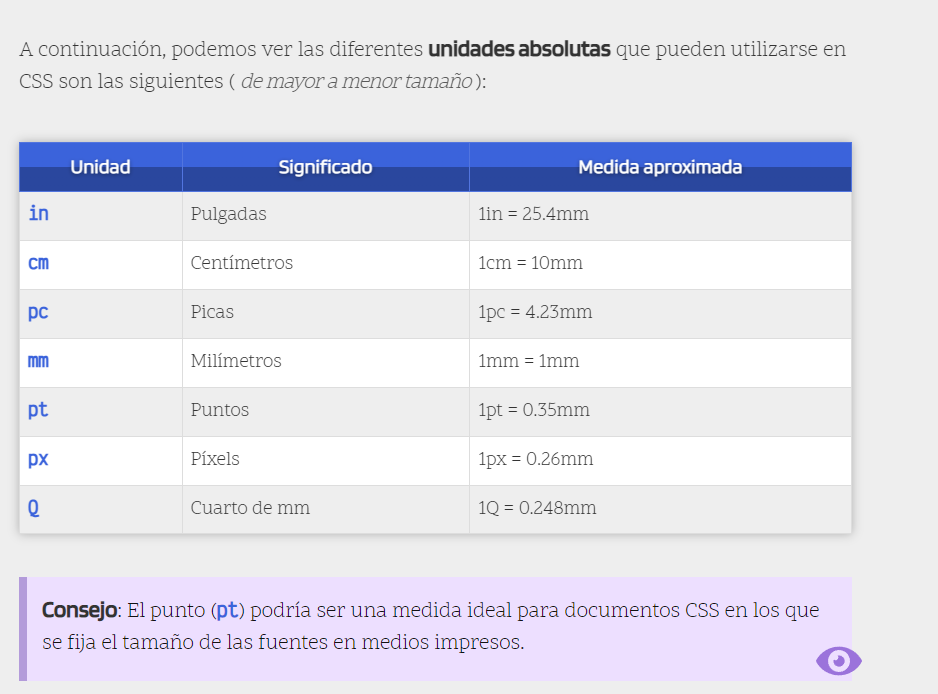 A continuación, podemos ver las diferentes unidades absolutas que pueden utilizarse en
CSS son las siguientes ( de mayor a menor tamaño ):
Unidad Significado Medida aproximada
in Pulgadas 1in = 25.4mm
cm Centímetros 1cm = 10mm
pc Picas 1pc = 4.23mm
mm Milímetros 1mm = 1mm
pt Puntos 1pt = 0.35mm
px Píxels 1px = 0.26mm
Q Cuarto de mm 1Q = 0.248mm
Consejo: El punto (pt) podría ser una medida ideal para documentos CSS en los que
se fija el tamaño de las fuentes en medios impresos.